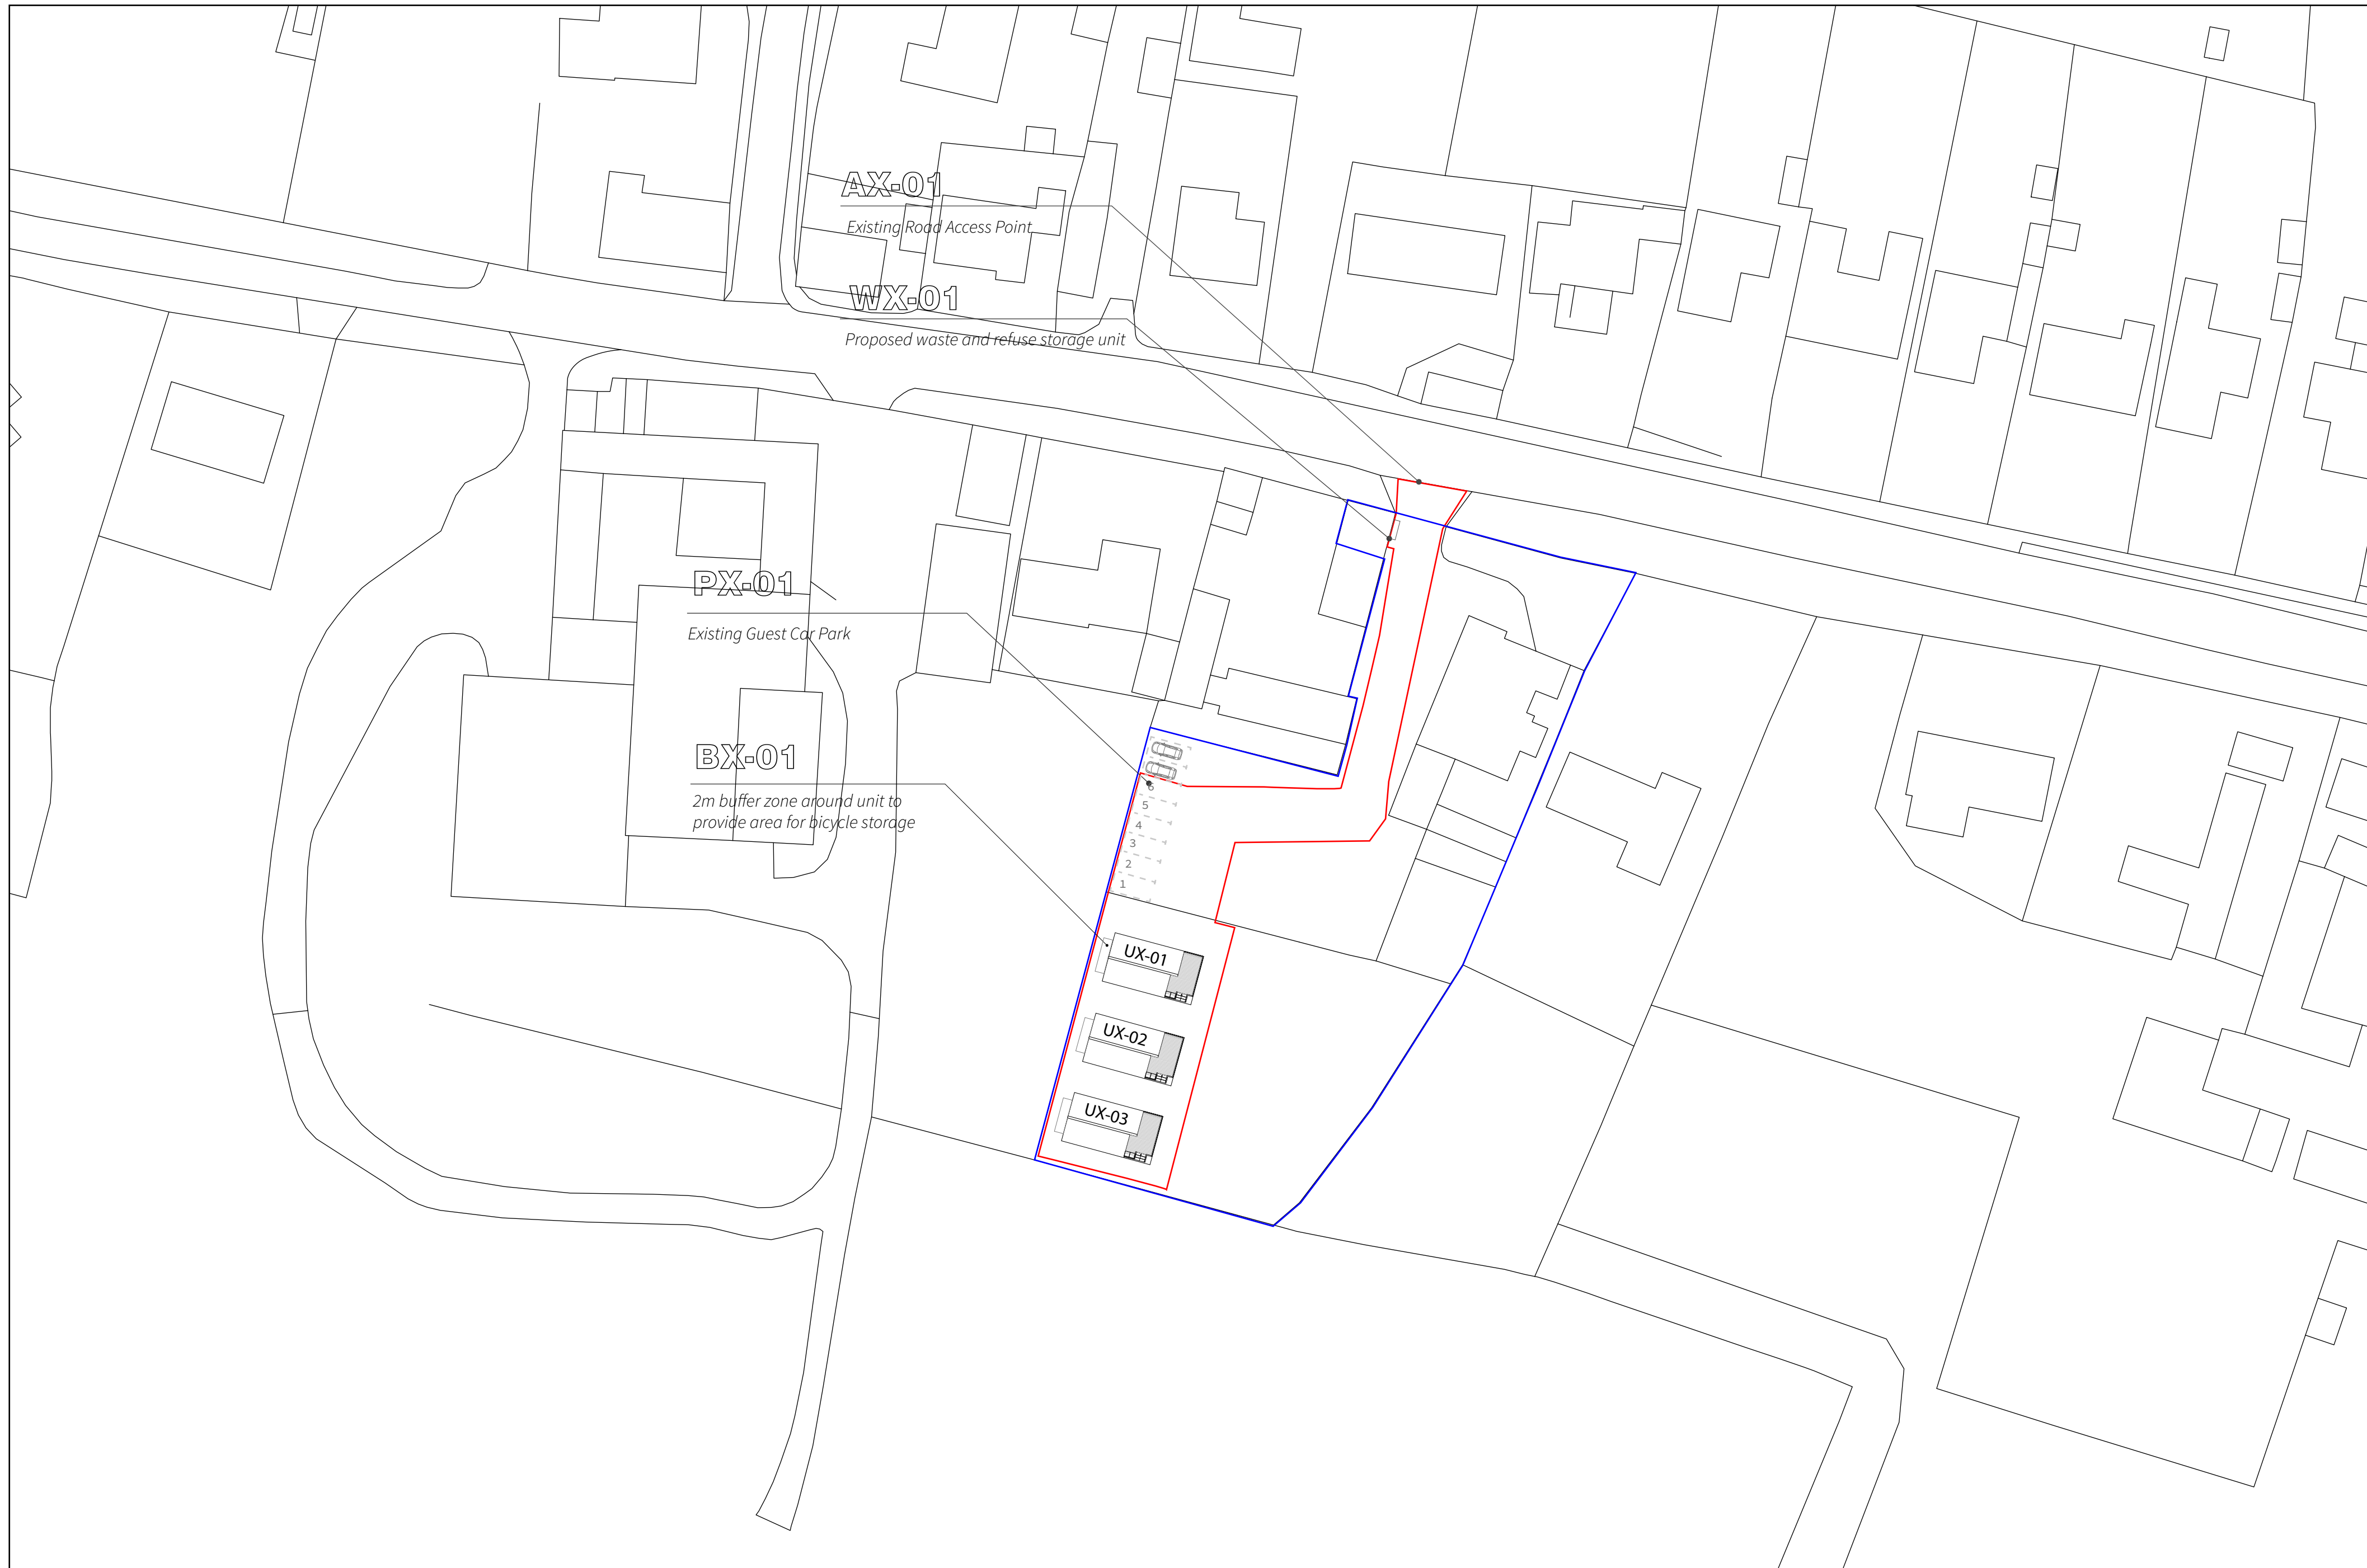 AX-01
Existing Road Access Point
WX-01
Proposed waste and refuse storage unit
PX-01
Existing Guest Car Park
BX-01
2m buffer zone around unit to
provide area for bicycle storage
6
5
4
3
2
1
UX-01
UX-02
UX-03